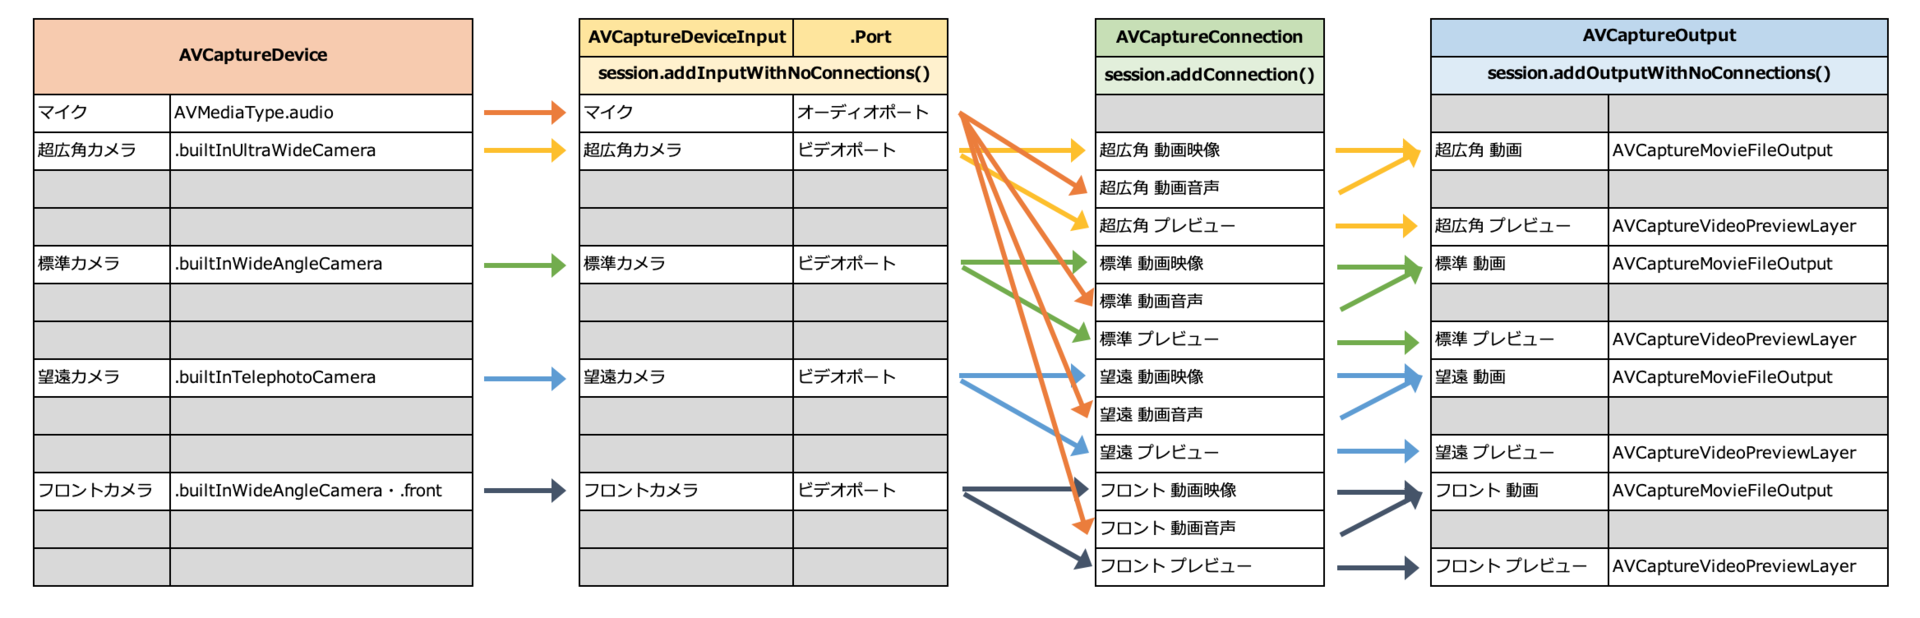 AVCaptureDevice
マイク AVMediaType.audio
超広角カメラ .builtInUltraWideCamera
標準カメラ .builtInWideAngleCamera
望遠カメラ .builtInTelephotoCamera
フロントカメラ .builtInWideAngleCamera・.front
AVCaptureDeviceInput .Port
session.addInputWithNoConnections()
マイク オーディオポート
超広角カメラ ビデオポート
標準カメラ ビデオポート
望遠カメラ ビデオポート
フロントカメラ ビデオポート
AVCaptureConnection
session.addConnection()
超広角 動画映像
超広角 動画音声
超広角 プレビュー
標準 動画映像
標準 動画音声
標準 プレビュー
望遠 動画映像
望遠 動画音声
望遠 プレビュー
フロント 動画映像
フロント 動画音声
フロント プレビュー
AVCaptureOutput
session.addOutputWithNoConnections()
超広角 動画 AVCaptureMovieFileOutput
超広角 プレビュー AVCaptureVideoPreviewLayer
標準 動画 AVCaptureMovieFileOutput
標準 プレビュー AVCaptureVideoPreviewLayer
望遠 動画 AVCaptureMovieFileOutput
望遠 プレビュー AVCaptureVideoPreviewLayer
フロント 動画 AVCaptureMovieFileOutput
フロント プレビュー AVCaptureVideoPreviewLayer